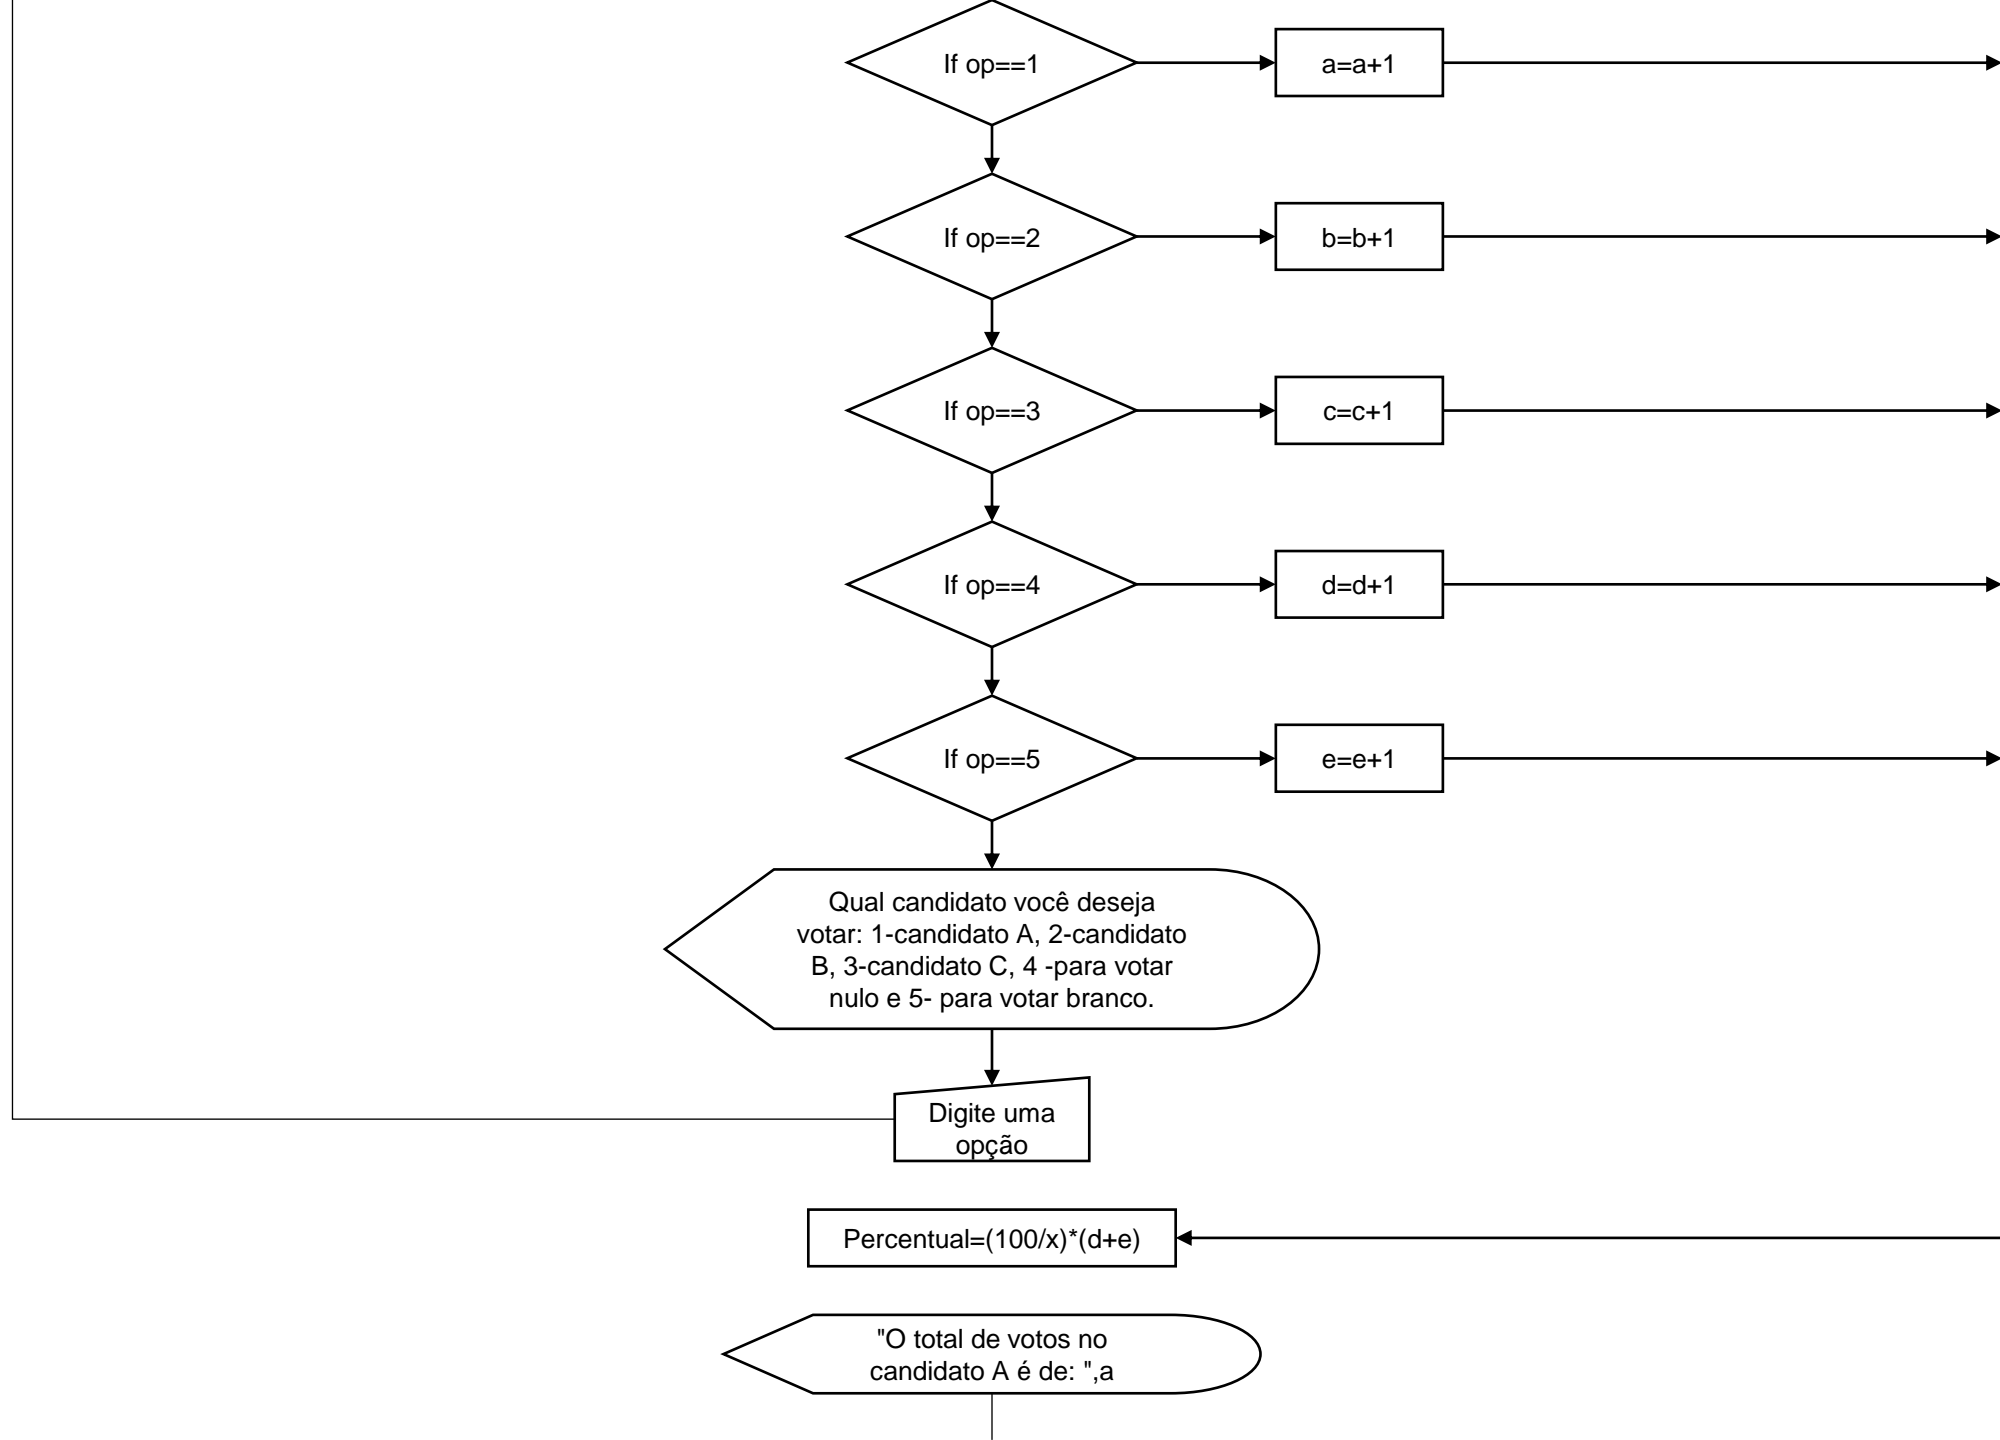 If op==1
a=a+1
If op==2
b=b+1
If op==3
c=c+1
If op==4
d=d+1
If op==5
e=e+1
Qual candidato você deseja
votar: 1-candidato A, 2-candidato
B, 3-candidato C, 4 -para votar
nulo e 5- para votar branco.
Digite uma
opção
Percentual=(100/x)*(d+e)
"O total de votos no
candidato A é de: ",a